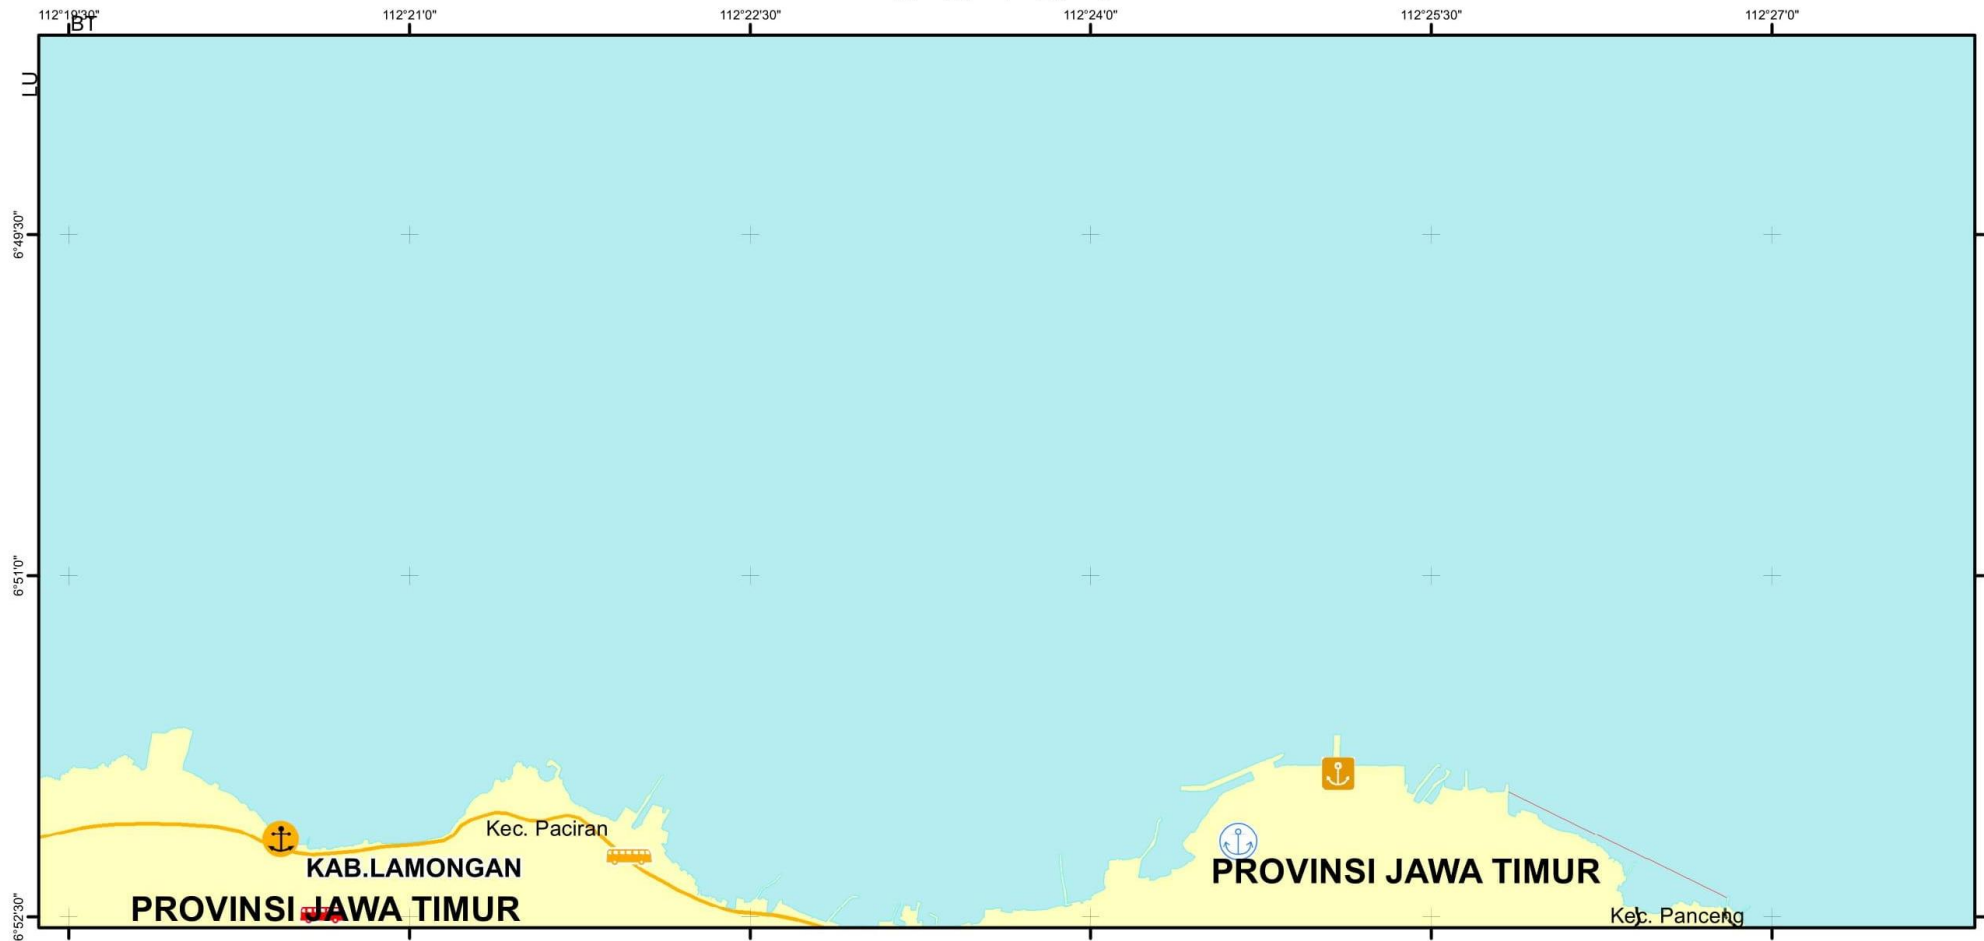 112°19'30" 112°21'0" 112°22'30" 112°24'0" 112°25'30" 112°27'0"
BT
LU
6°49'30"
6°51'0"
Kec. Paciran
KAB.LAMONGAN
PROVINSI JAWA TIMUR
PROVINSI JAWA TIMUR
Kec. Panceng
6°52'30"